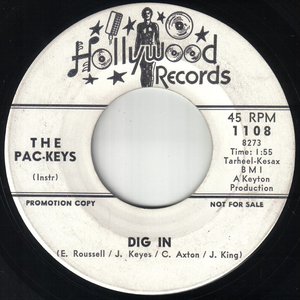 Hollywood
Records
45 RPM
1108
8273
Time: 1:55
Tarheel-Kesax
B M I
A Keyton
Production
THE
PAC-KEYS
(Instr)
PROMOTION COPY
NOT FOR SALE
DIG IN
(E. Roussell / J. Keyes / C. Axton / J. King)